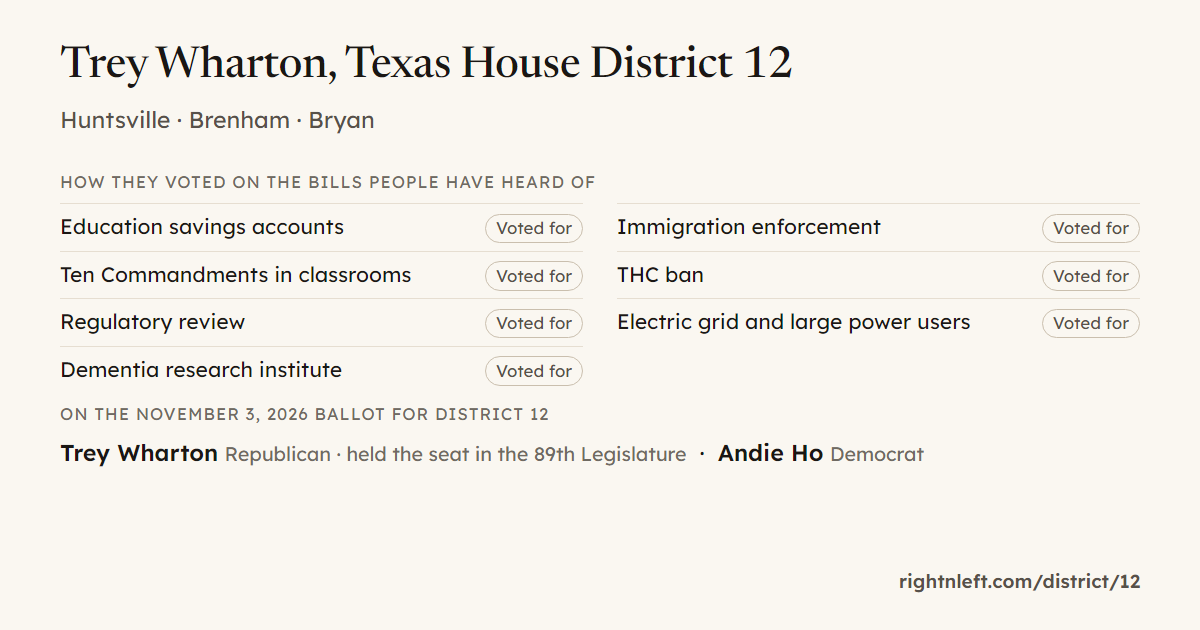 Trey Wharton, Texas House District 12
Huntsville · Brenham · Bryan
HOW THEY VOTED ON THE BILLS PEOPLE HAVE HEARD OF
Education savings accounts Voted for
Ten Commandments in classrooms Voted for
Regulatory review Voted for
Dementia research institute Voted for
Immigration enforcement Voted for
THC ban Voted for
Electric grid and large power users Voted for
ON THE NOVEMBER 3, 2026 BALLOT FOR DISTRICT 12
Trey Wharton Republican · held the seat in the 89th Legislature · Andie Ho Democrat
rightnleft.com/district/12